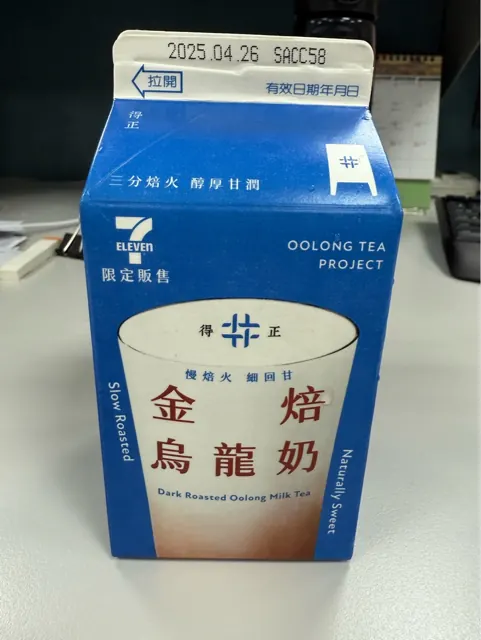 2025.04.26 SACC58
拉開
有效日期年月日
得正
三分焙火 醇厚甘潤
7
ELEVEN
限定販售
OOLONG TEA
PROJECT
得 正
慢焙火 細回甘
金 焙
烏龍奶
Dark Roasted Oolong Milk Tea
Slow Roasted
Naturally Sweet